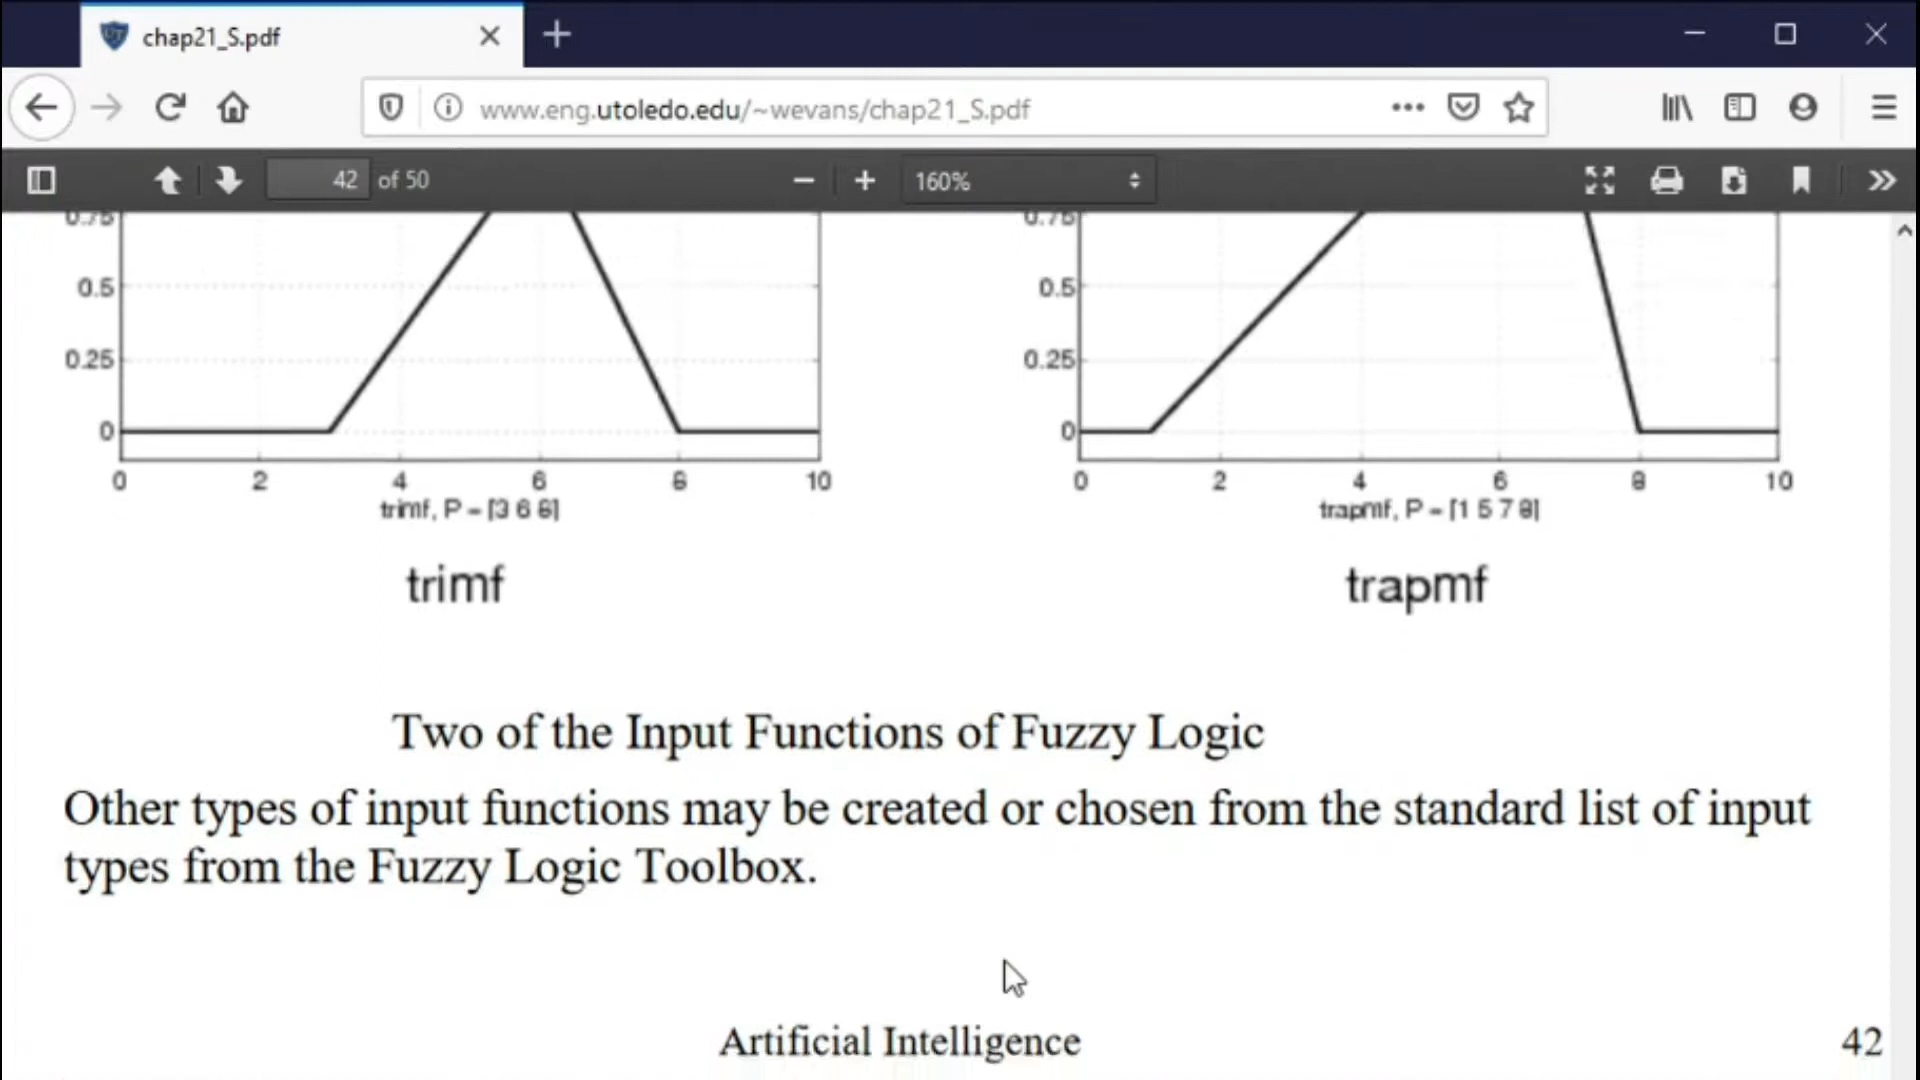 chap21_S.pdf
www.eng.utoledo.edu/~wevans/chap21_S.pdf
42 of 50
160%
0.75
0.5
0.25
0
0 2 4 6 8 10
trimf, P = [3 6 8]
trimf
0.75
0.5
0.25
0
0 2 4 6 8 10
trapmf, P = [1 5 7 8]
trapmf
Two of the Input Functions of Fuzzy Logic
Other types of input functions may be created or chosen from the standard list of input
types from the Fuzzy Logic Toolbox.
Artificial Intelligence
42